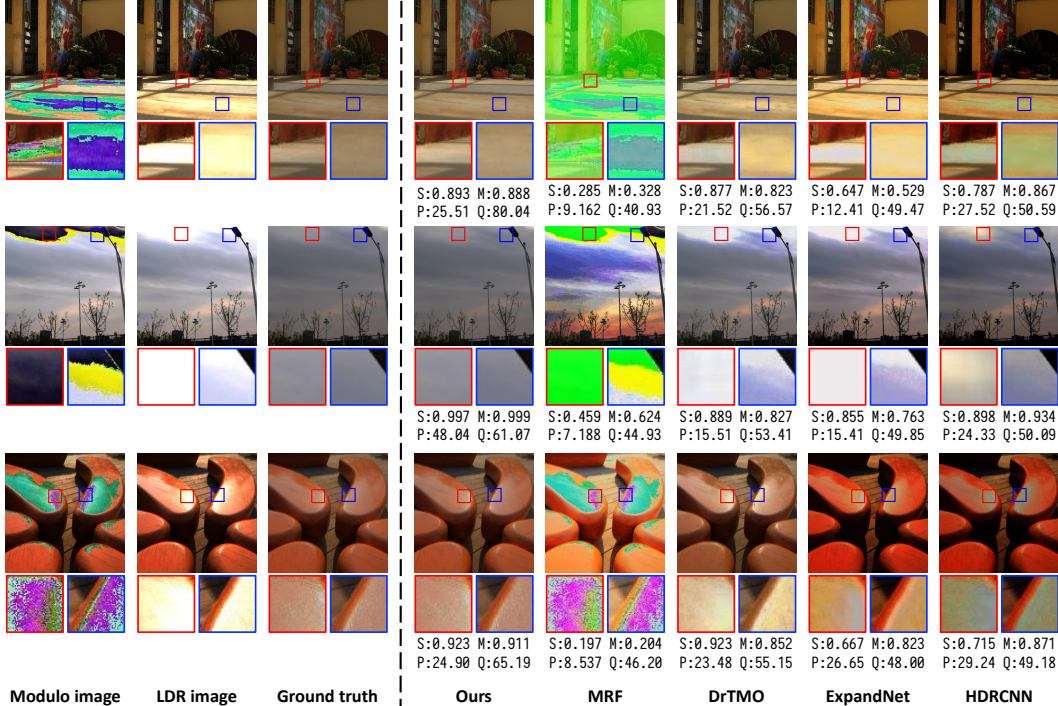 S:0.893 M:0.888 S:0.285 M:0.328 S:0.877 M:0.823 S:0.647 M:0.529 S:0.787 M:0.867
P:25.51 Q:80.04 P:9.162 Q:40.93 P:21.52 Q:56.57 P:12.41 Q:49.47 P:27.52 Q:50.59
S:0.997 M:0.999 S:0.459 M:0.624 S:0.889 M:0.827 S:0.855 M:0.763 S:0.898 M:0.934
P:48.04 Q:61.07 P:7.188 Q:44.93 P:15.51 Q:53.41 P:15.41 Q:49.85 P:24.33 Q:50.09
S:0.923 M:0.911 S:0.197 M:0.204 S:0.923 M:0.852 S:0.667 M:0.823 S:0.715 M:0.871
P:24.90 Q:65.19 P:8.537 Q:46.20 P:23.48 Q:55.15 P:26.65 Q:48.00 P:29.24 Q:49.18
Modulo image LDR image Ground truth Ours MRF DrTMO ExpandNet HDRCNN